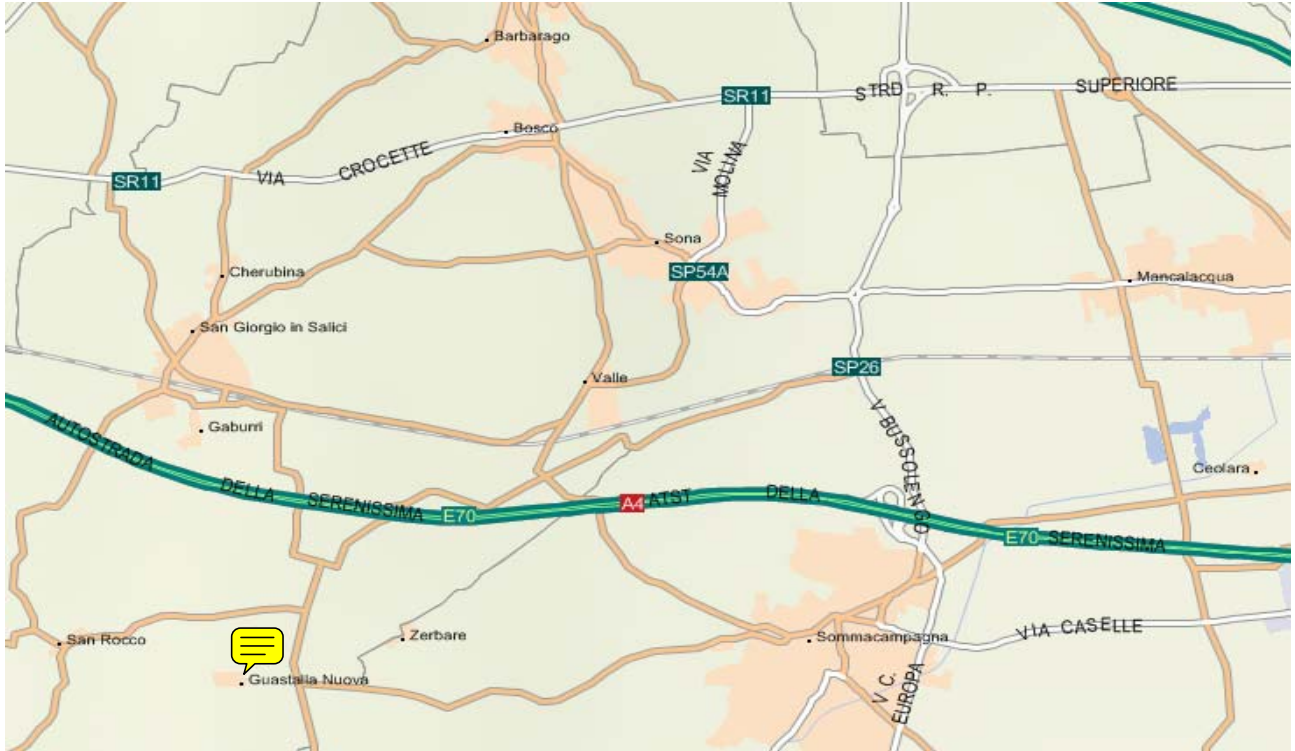 Barbarago
SR11
STRD R. P. SUPERIORE
Bosco
VIA CROCETTE
VIA MOLINA
SR11
Sona
SP54A
Cherubina
Mancalacqua
San Giorgio in Salici
SP26
Valle
Gaburri
V BUSSOLENGO
AUTOSTRADA DELLA SERENISSIMA
Ceolara
E70
A4
ATST DELLA SERENISSIMA
E70
San Rocco
Zerbare
Sommacampagna
VIA CASELLE
Guastalla Nuova
V. C. EUROPA